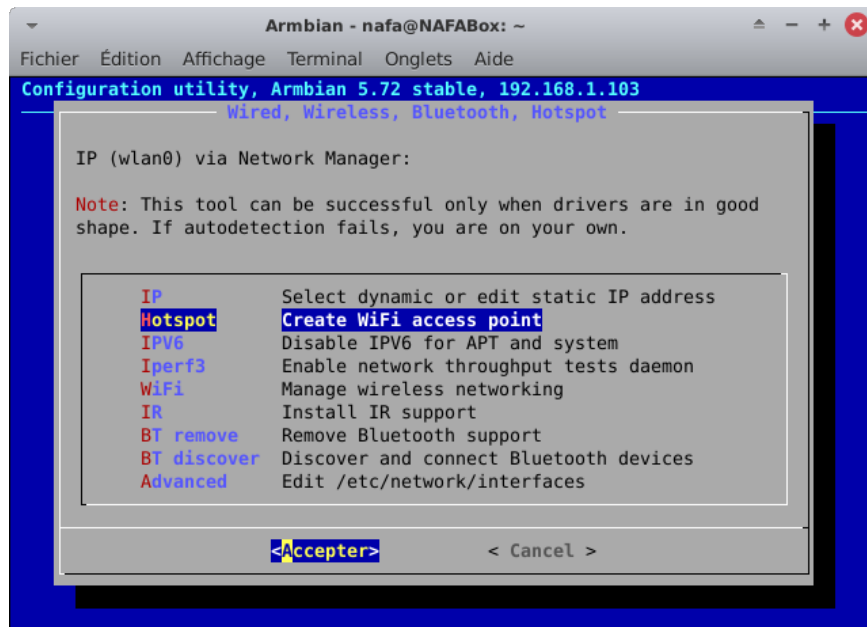 Armbian - nafa@NAFABox: ~
Fichier Édition Affichage Terminal Onglets Aide
Configuration utility, Armbian 5.72 stable, 192.168.1.103
Wired, Wireless, Bluetooth, Hotspot
IP (wlan0) via Network Manager:
Note: This tool can be successful only when drivers are in good
shape. If autodetection fails, you are on your own.
IP Select dynamic or edit static IP address
Hotspot Create WiFi access point
IPV6 Disable IPV6 for APT and system
Iperf3 Enable network throughput tests daemon
WiFi Manage wireless networking
IR Install IR support
BT remove Remove Bluetooth support
BT discover Discover and connect Bluetooth devices
Advanced Edit /etc/network/interfaces
<Accepter> < Cancel >